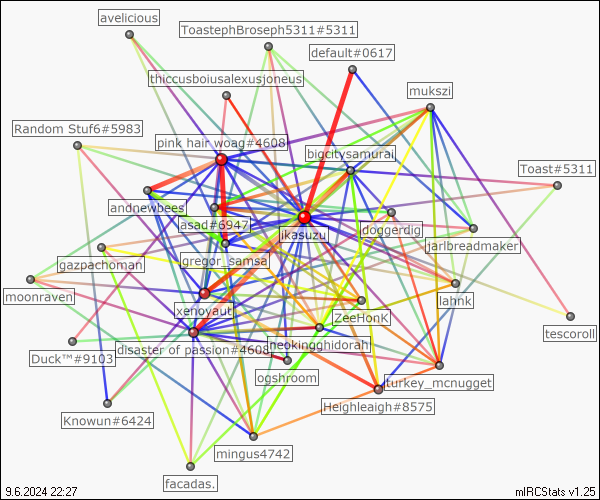 avelicious
ToastephBroseph5311#5311
default#0617
thiccusboiusalexusjoneus
mukszi
Random Stuf6#5983
pink hair woag#4608
bigcitysamurai
Toast#5311
andnewbees
asad#6947
jkasuzu
doggerdig
jarlbreadmaker
gregor_samsa
gazpachoman
moonraven
xenoyaut
ZeeHonK
lahnk
tescoroll
disaster of passion#4608
neokingghidorah
Duck™#9103
ogshroom
turkey_mcnugget
Knowun#6424
Heighleaigh#8575
mingus4742
facadas.
9.6.2024 22:27
mIRCStats v1.25